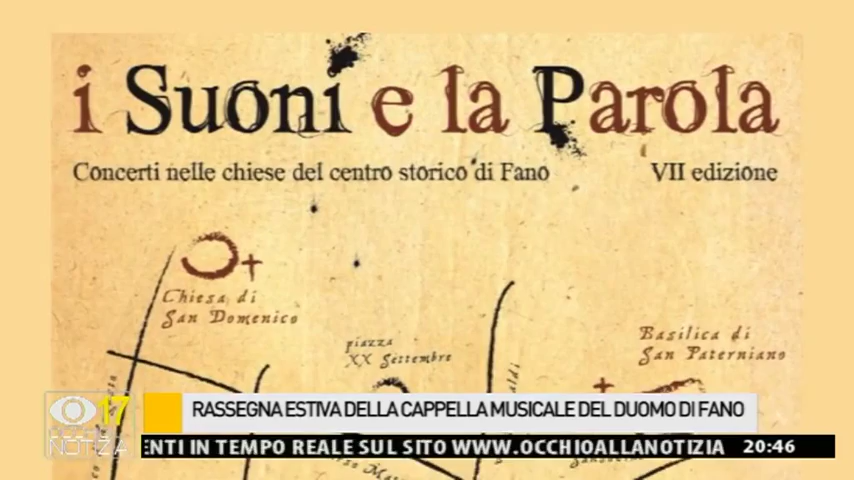 i Suoni e la Parola
Concerti nelle chiese del centro storico di Fano
VII edizione
Chiesa di
San Domenico
piazza
XX Settembre
Basilica di
San Paterniano
17
RASSEGNA ESTIVA DELLA CAPPELLA MUSICALE DEL DUOMO DI FANO
NOTIZIA
ENTI IN TEMPO REALE SUL SITO WWW.OCCHIOALLANOTIZIA
20:46